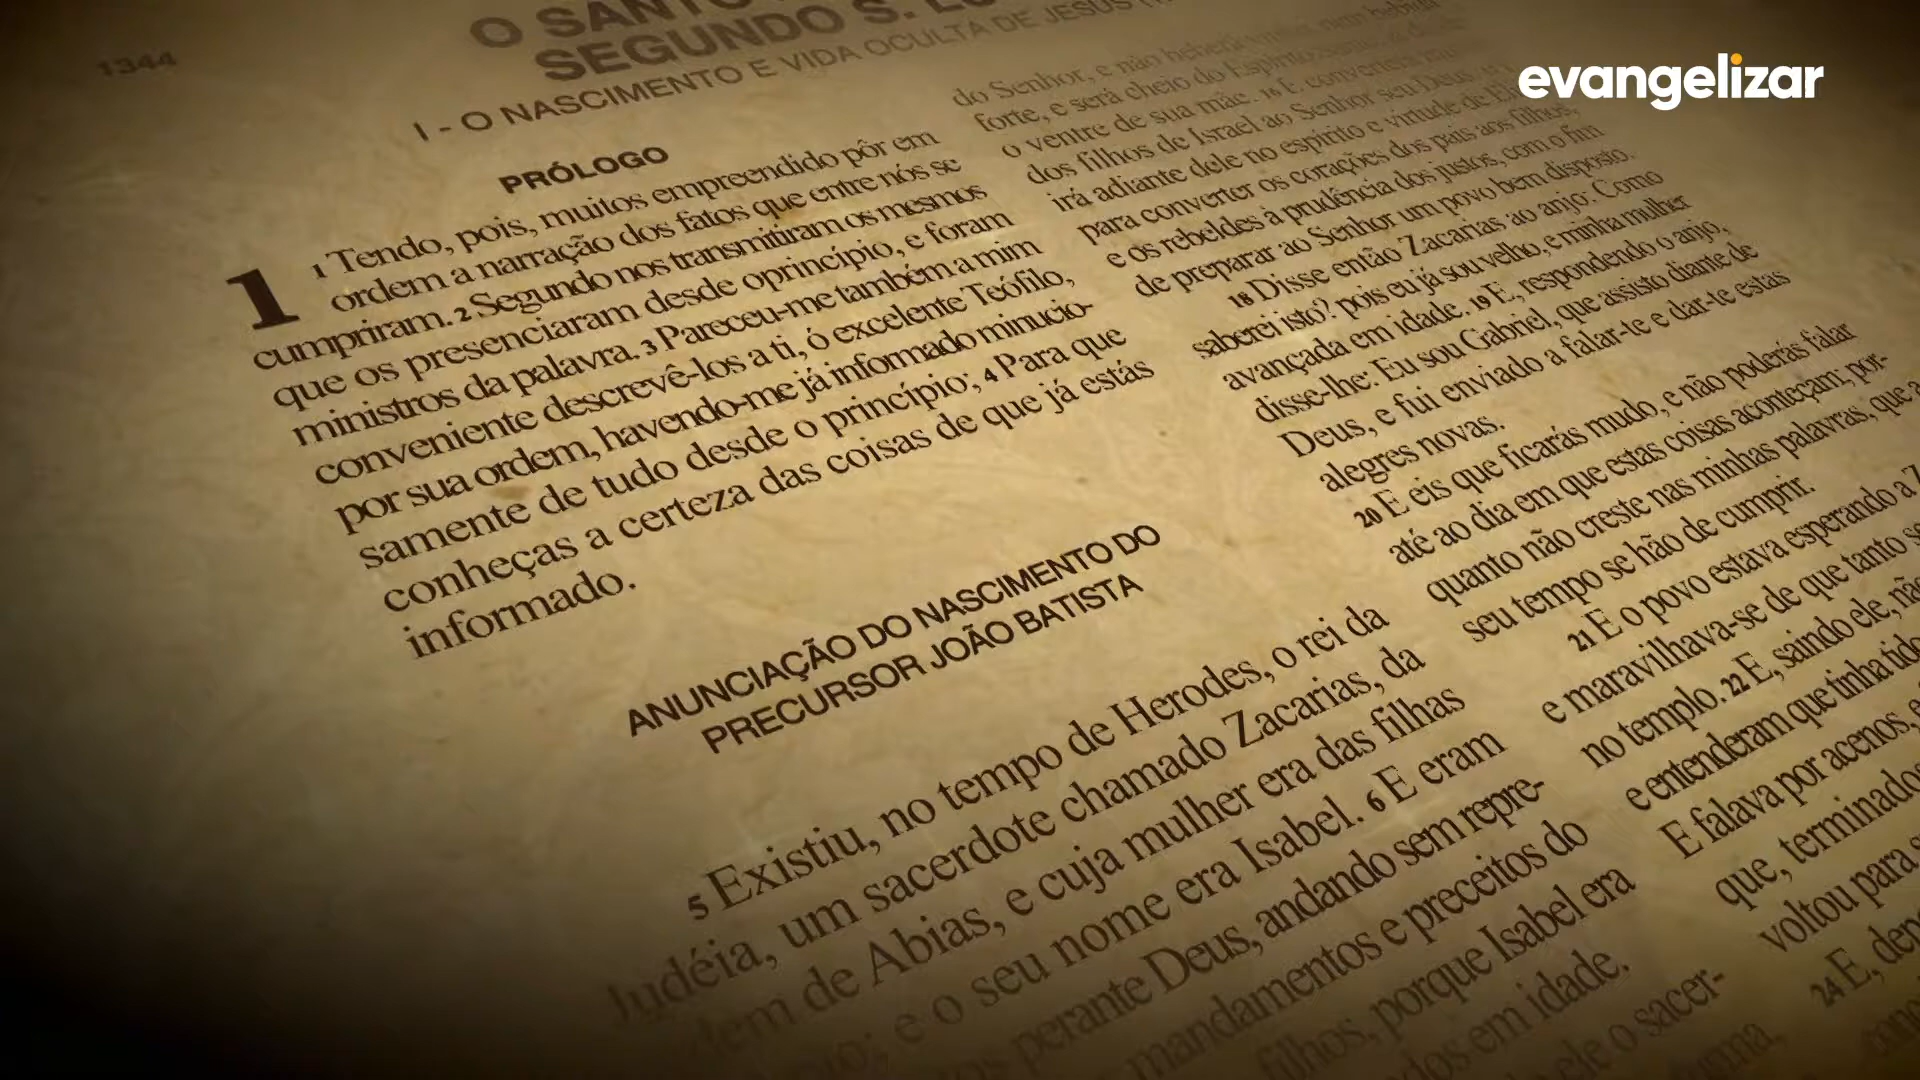 evangelizar
1344
O SANTO
SEGUNDO S. LU
I - O NASCIMENTO E VIDA OCULTA DE JESUS
PRÓLOGO
1 1 Tendo, pois, muitos empreendido pôr em
ordem a narração dos fatos que entre nós se
cumpriram. 2 Segundo nos transmitiram os mesmos
que os presenciaram desde oprincípio, e foram
ministros da palavra. 3 Pareceu-me também a mim
conveniente descrevê-los a ti, ó excelente Teófilo,
por sua ordem, havendo-me já informado minucio-
samente de tudo desde o princípio; 4 Para que
conheças a certeza das coisas de que já estás
informado.
ANUNCIAÇÃO DO NASCIMENTO DO
PRECURSOR JOÃO BATISTA
5 Existiu, no tempo de Herodes, o rei da
Judéia, um sacerdote chamado Zacarias, da
dem de Abias, e cuja mulher era das filhas
e o seu nome era Isabel. 6 E eram
os perante Deus, andando sem repre-
mandamentos e preceitos do
filhos, porque Isabel era
dos em idade.
ele o sacer-
do Senhor, e não beberá
forte, e será cheio do Espírito
o ventre de sua mãe. 16 E converterá
dos filhos de Israel ao Senhor seu Deus
irá adiante dele no espírito e virtude de
para converter os corações dos pais aos filhos,
e os rebeldes à prudência dos justos, com o fim
de preparar ao Senhor um povo bem disposto.
18 Disse então Zacarias ao anjo: Como
saberei isto? pois eu já sou velho, e minha mulher
avançada em idade. 19 E, respondendo o anjo,
disse-lhe: Eu sou Gabriel, que assisto diante de
Deus, e fui enviado a falar-te e dar-te estas
alegres novas.
20 E eis que ficarás mudo, e não poderás falar
até ao dia em que estas coisas aconteçam; por-
quanto não creste nas minhas palavras, que a
seu tempo se hão de cumprir.
21 E o povo estava esperando a Z
e maravilhava-se de que tanto se
no templo. 22 E, saindo ele, não
e entenderam que tinha tido
E falava por acenos, e
que, terminados
voltou para s
24 E, dep